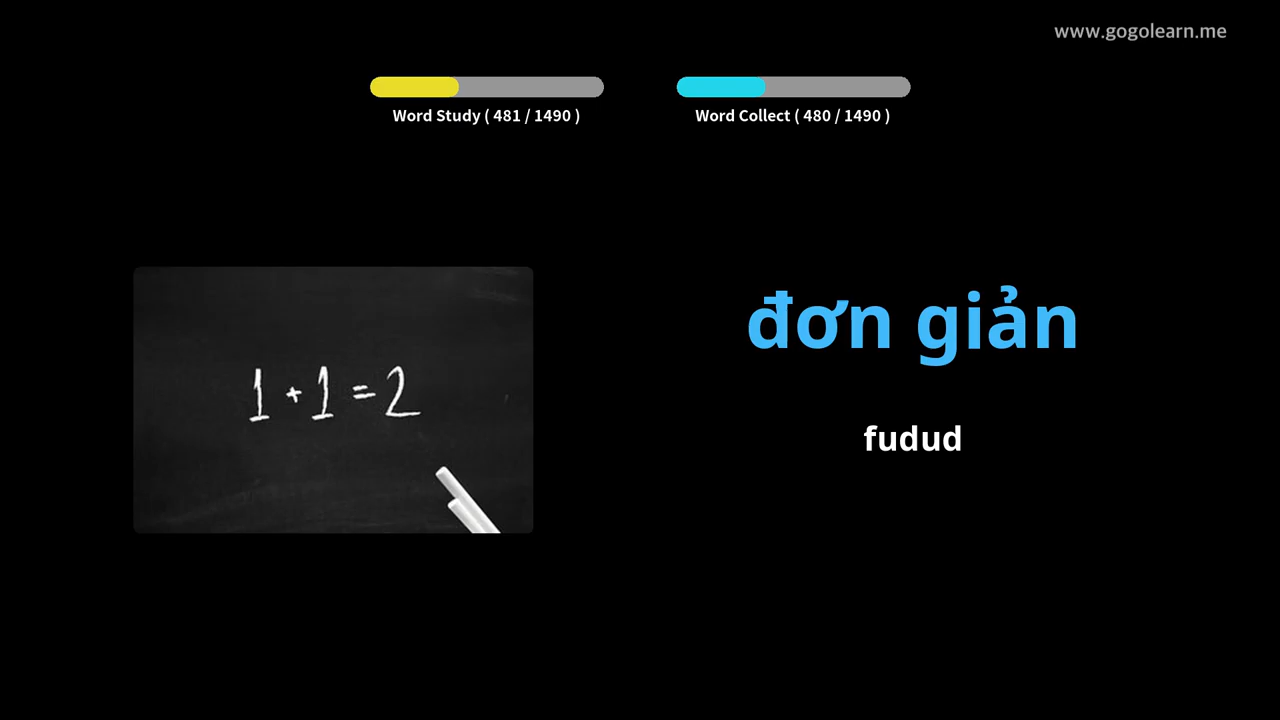 www.gogolearn.me
Word Study ( 481 / 1490 )
Word Collect ( 480 / 1490 )
1 + 1 = 2
đơn giản
fudud